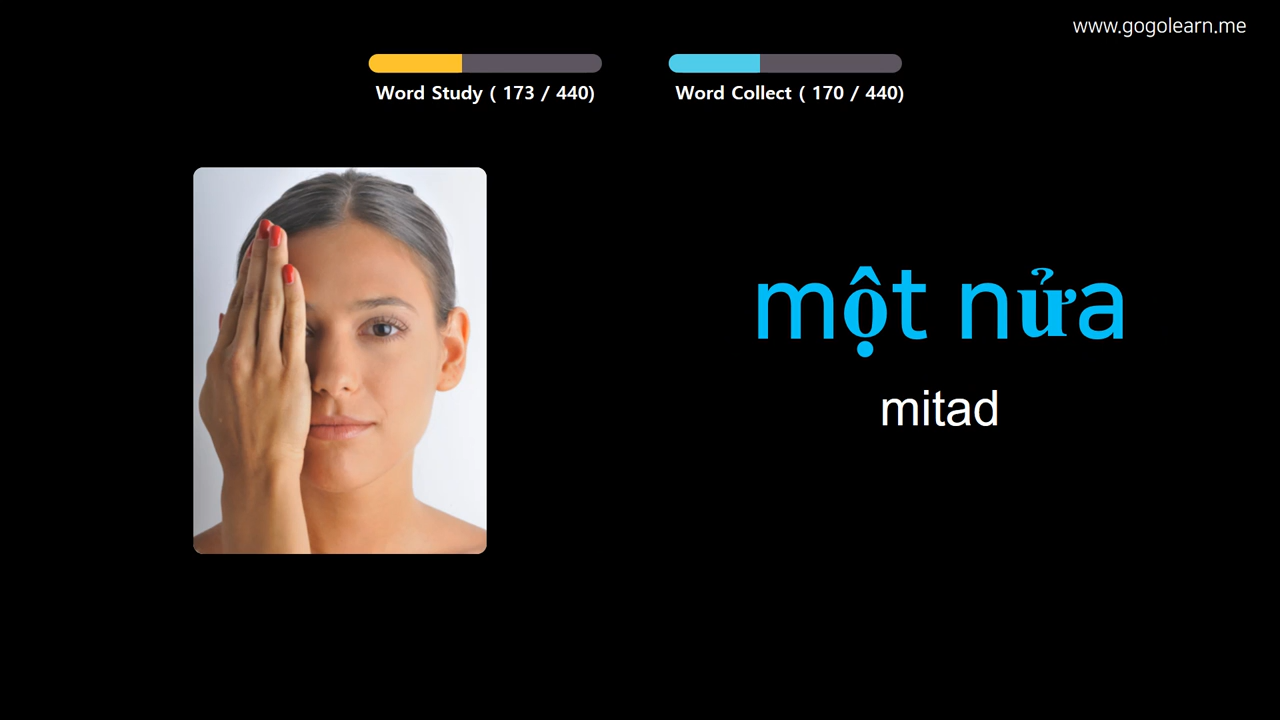 www.gogolearn.me
Word Study ( 173 / 440)
Word Collect ( 170 / 440)
một nửa
mitad